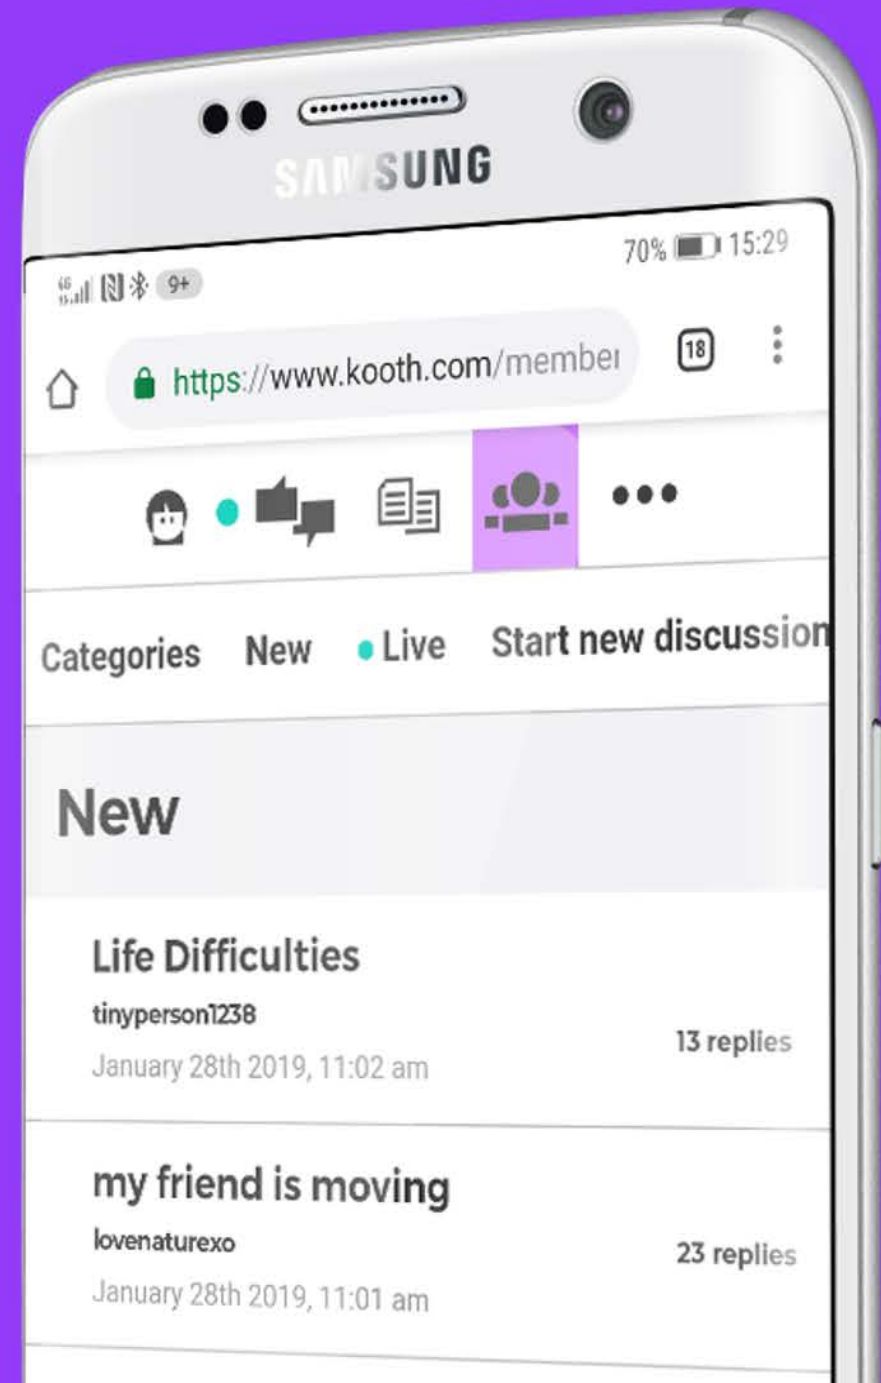 SAMSUNG
4G 9+ 70% 15:29
https://www.kooth.com/member
18
Categories New Live Start new discussion
New
Life Difficulties
tinyperson1238
January 28th 2019, 11:02 am
13 replies
my friend is moving
lovenaturexo
January 28th 2019, 11:01 am
23 replies